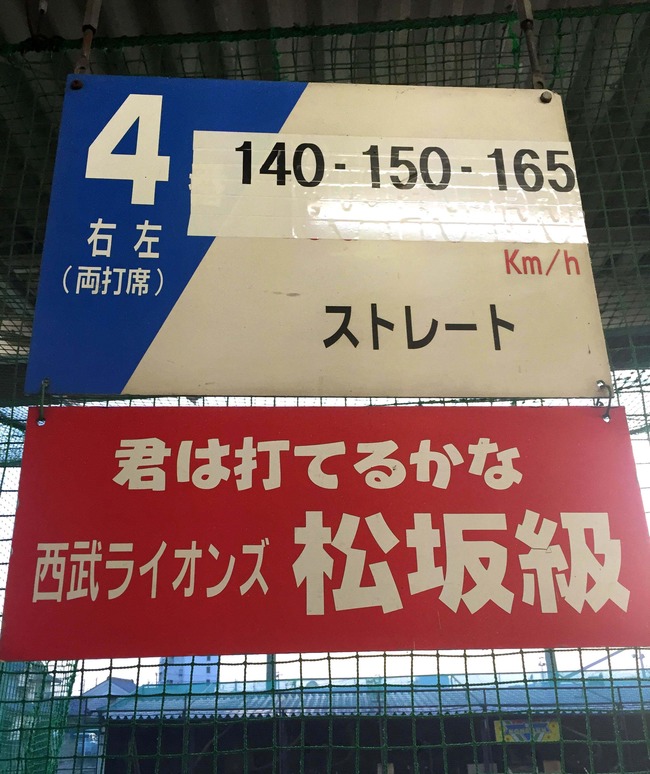 4
140-150-165
右 左
(両打席)
Km/h
ストレート
君は打てるかな
西武ライオンズ 松坂級